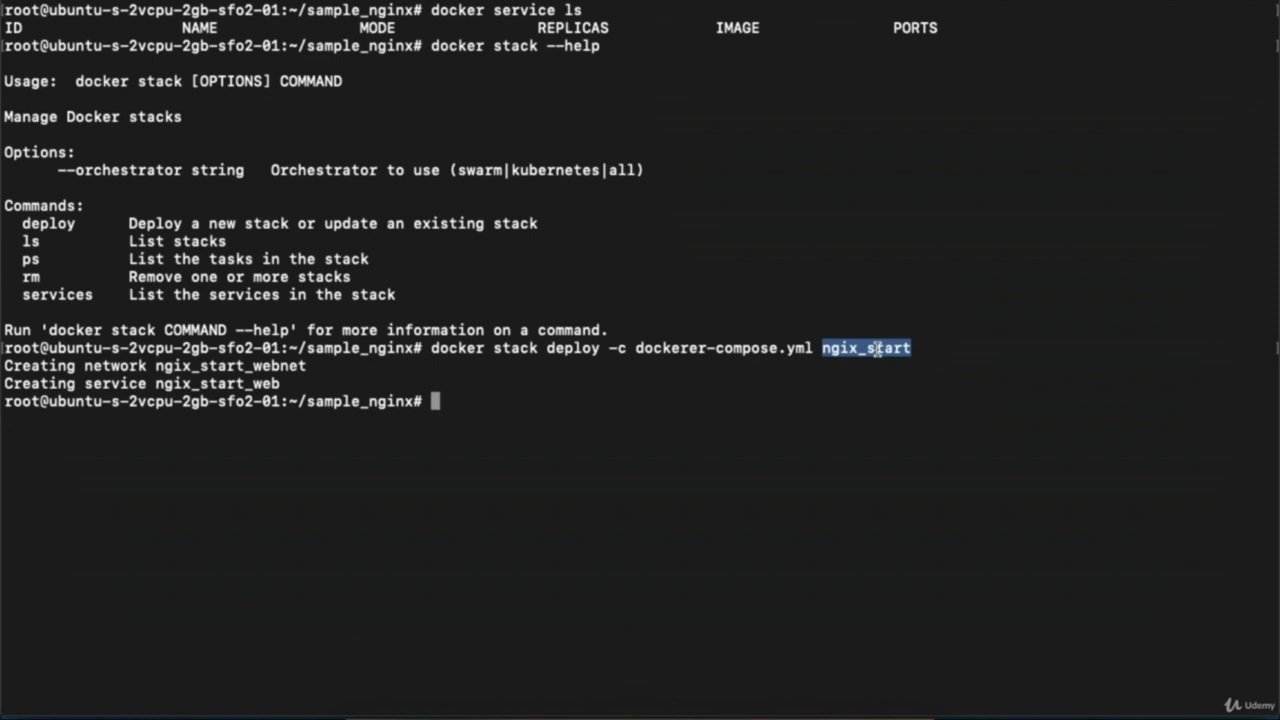 root@ubuntu-s-2vcpu-2gb-sfo2-01:~/sample_nginx# docker service ls
ID NAME MODE REPLICAS IMAGE PORTS
root@ubuntu-s-2vcpu-2gb-sfo2-01:~/sample_nginx# docker stack --help
Usage: docker stack [OPTIONS] COMMAND
Manage Docker stacks
Options:
--orchestrator string Orchestrator to use (swarm|kubernetes|all)
Commands:
deploy Deploy a new stack or update an existing stack
ls List stacks
ps List the tasks in the stack
rm Remove one or more stacks
services List the services in the stack
Run 'docker stack COMMAND --help' for more information on a command.
root@ubuntu-s-2vcpu-2gb-sfo2-01:~/sample_nginx# docker stack deploy -c dockerer-compose.yml ngix_start
Creating network ngix_start_webnet
Creating service ngix_start_web
root@ubuntu-s-2vcpu-2gb-sfo2-01:~/sample_nginx#
Udemy